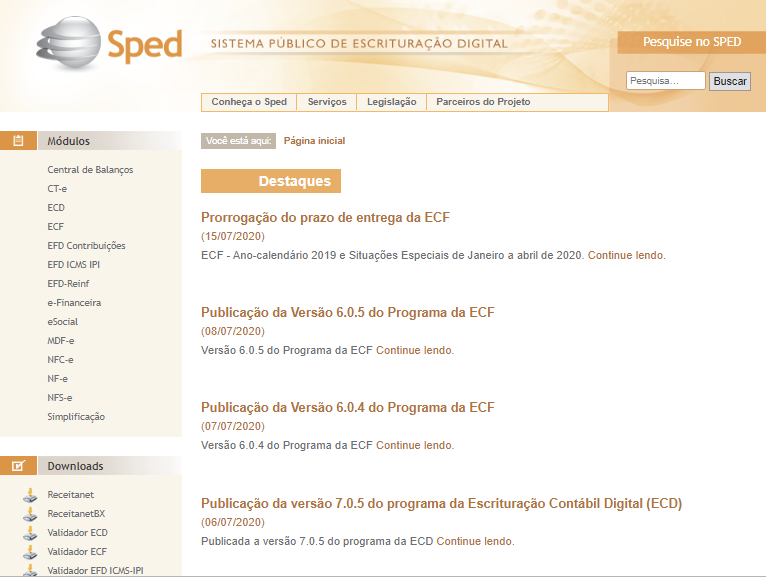 Sped
SISTEMA PÚBLICO DE ESCRITURAÇÃO DIGITAL
Pesquise no SPED
Pesquisa...
Buscar
Conheça o Sped
Serviços
Legislação
Parceiros do Projeto
Você está aqui: Página inicial
Módulos
Central de Balanços
CT-e
ECD
ECF
EFD Contribuições
EFD ICMS IPI
EFD-Reinf
e-Financeira
eSocial
MDF-e
NFC-e
NF-e
NFS-e
Simplificação
Downloads
Receitanet
ReceitanetBX
Validador ECD
Validador ECF
Validador EFD ICMS-IPI
Destaques
Prorrogação do prazo de entrega da ECF
(15/07/2020)
ECF - Ano-calendário 2019 e Situações Especiais de Janeiro a abril de 2020. Continue lendo.
Publicação da Versão 6.0.5 do Programa da ECF
(08/07/2020)
Versão 6.0.5 do Programa da ECF Continue lendo.
Publicação da Versão 6.0.4 do Programa da ECF
(07/07/2020)
Versão 6.0.4 do Programa da ECF Continue lendo.
Publicação da versão 7.0.5 do programa da Escrituração Contábil Digital (ECD)
(06/07/2020)
Publicada a versão 7.0.5 do programa da ECD Continue lendo.